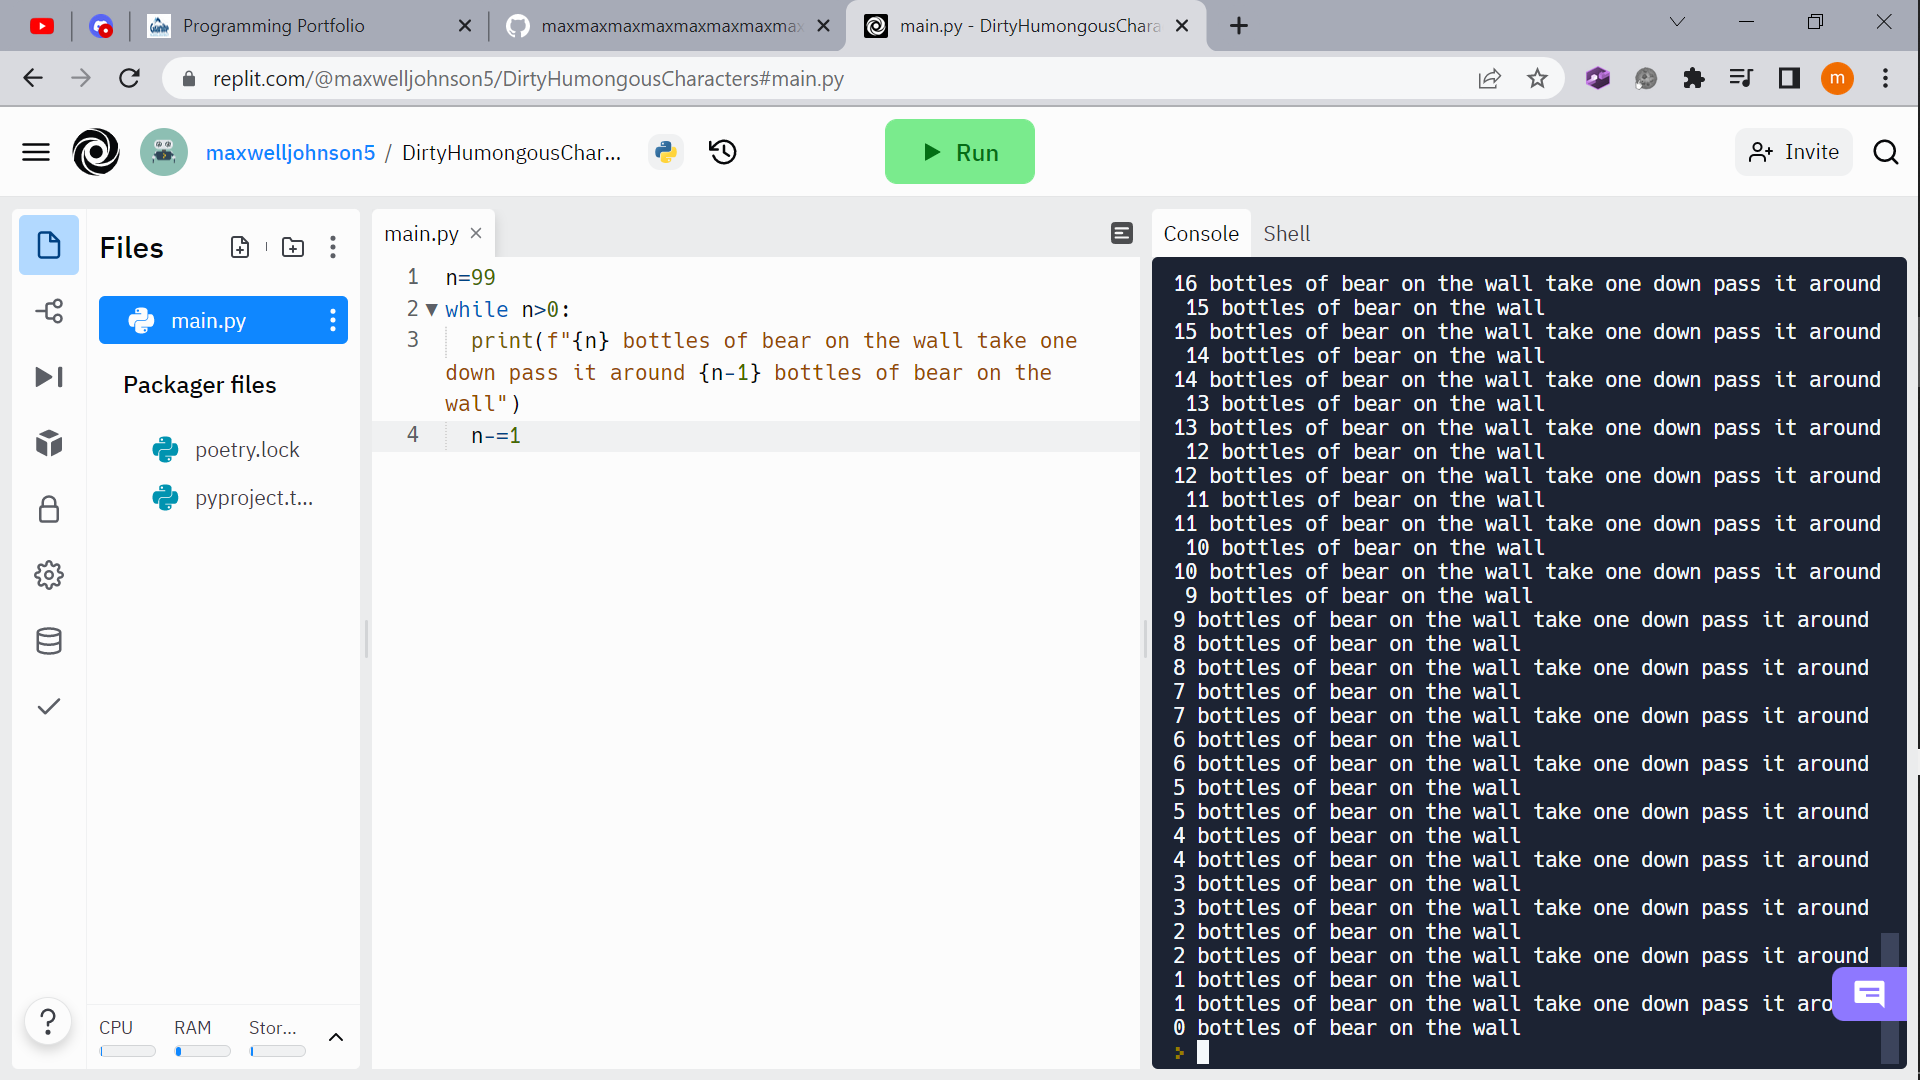 Programming Portfolio
maxmaxmaxmaxmaxmaxmax
main.py - DirtyHumongousChara
replit.com/@maxwelljohnson5/DirtyHumongousCharacters#main.py
m
maxwelljohnson5 / DirtyHumongousChar...
Run
Invite
Files
main.py
Packager files
poetry.lock
pyproject.t...
CPU RAM Stor...
?
main.py
1 n=99
2 while n>0:
3 print(f"{n} bottles of bear on the wall take one
down pass it around {n-1} bottles of bear on the
wall")
4 n-=1
Console Shell
16 bottles of bear on the wall take one down pass it around
15 bottles of bear on the wall
15 bottles of bear on the wall take one down pass it around
14 bottles of bear on the wall
14 bottles of bear on the wall take one down pass it around
13 bottles of bear on the wall
13 bottles of bear on the wall take one down pass it around
12 bottles of bear on the wall
12 bottles of bear on the wall take one down pass it around
11 bottles of bear on the wall
11 bottles of bear on the wall take one down pass it around
10 bottles of bear on the wall
10 bottles of bear on the wall take one down pass it around
9 bottles of bear on the wall
9 bottles of bear on the wall take one down pass it around
8 bottles of bear on the wall
8 bottles of bear on the wall take one down pass it around
7 bottles of bear on the wall
7 bottles of bear on the wall take one down pass it around
6 bottles of bear on the wall
6 bottles of bear on the wall take one down pass it around
5 bottles of bear on the wall
5 bottles of bear on the wall take one down pass it around
4 bottles of bear on the wall
4 bottles of bear on the wall take one down pass it around
3 bottles of bear on the wall
3 bottles of bear on the wall take one down pass it around
2 bottles of bear on the wall
2 bottles of bear on the wall take one down pass it around
1 bottles of bear on the wall
1 bottles of bear on the wall take one down pass it aro
0 bottles of bear on the wall